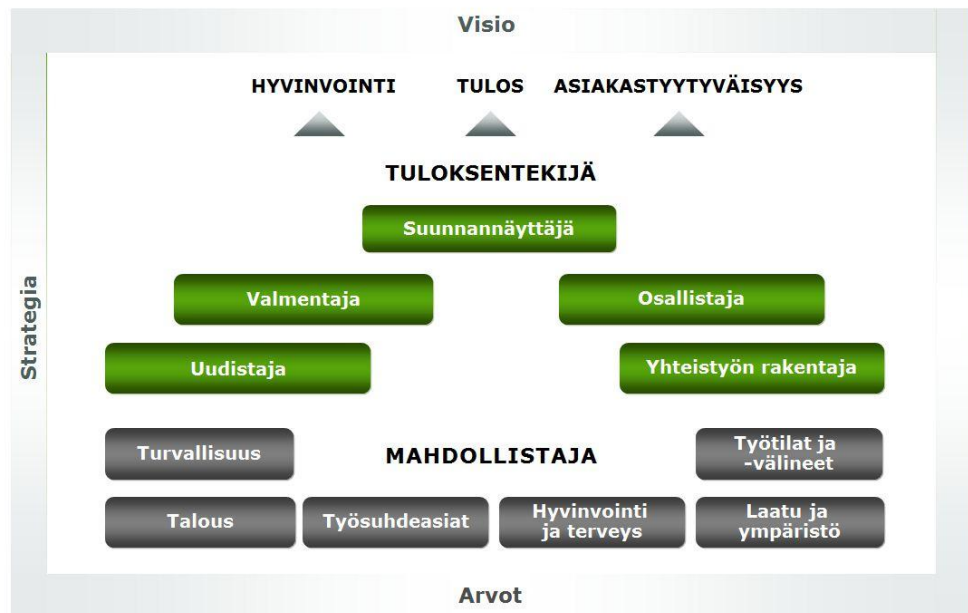 Visio
HYVINVOINTI TULOS ASIAKASTYYTYVÄISYYS
TULOKSENTEKIJÄ
Suunnannäyttäjä
Valmentaja Osallistaja
Strategia
Uudistaja Yhteistyön rakentaja
Turvallisuus
MAHDOLLISTAJA
Työtilat ja
-välineet
Talous
Työsuhdeasiat
Hyvinvointi
ja terveys
Laatu ja
ympäristö
Arvot